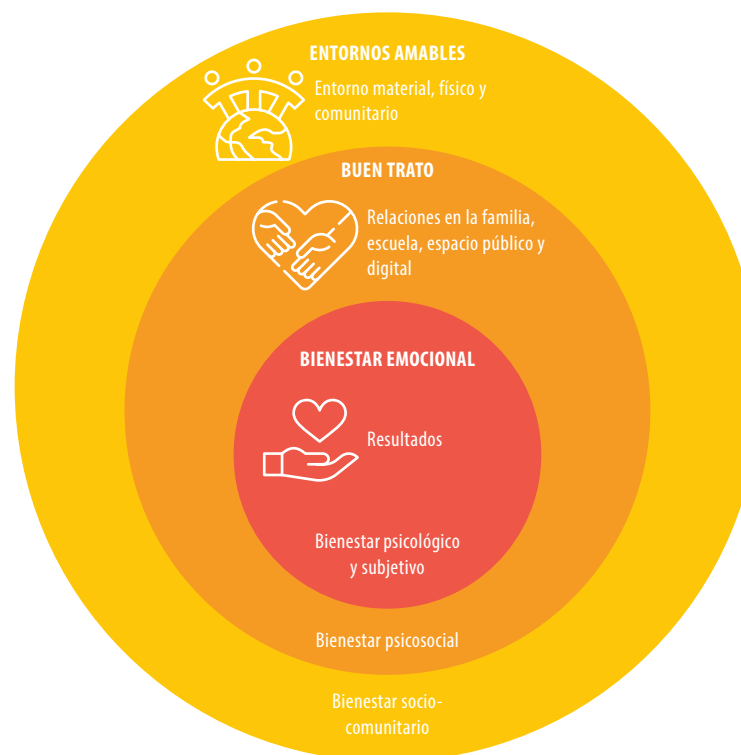 ENTORNOS AMABLES
Entorno material, físico y
comunitario
BUEN TRATO
Relaciones en la familia,
escuela, espacio público y
digital
BIENESTAR EMOCIONAL
Resultados
Bienestar psicológico
y subjetivo
Bienestar psicosocial
Bienestar socio-
comunitario